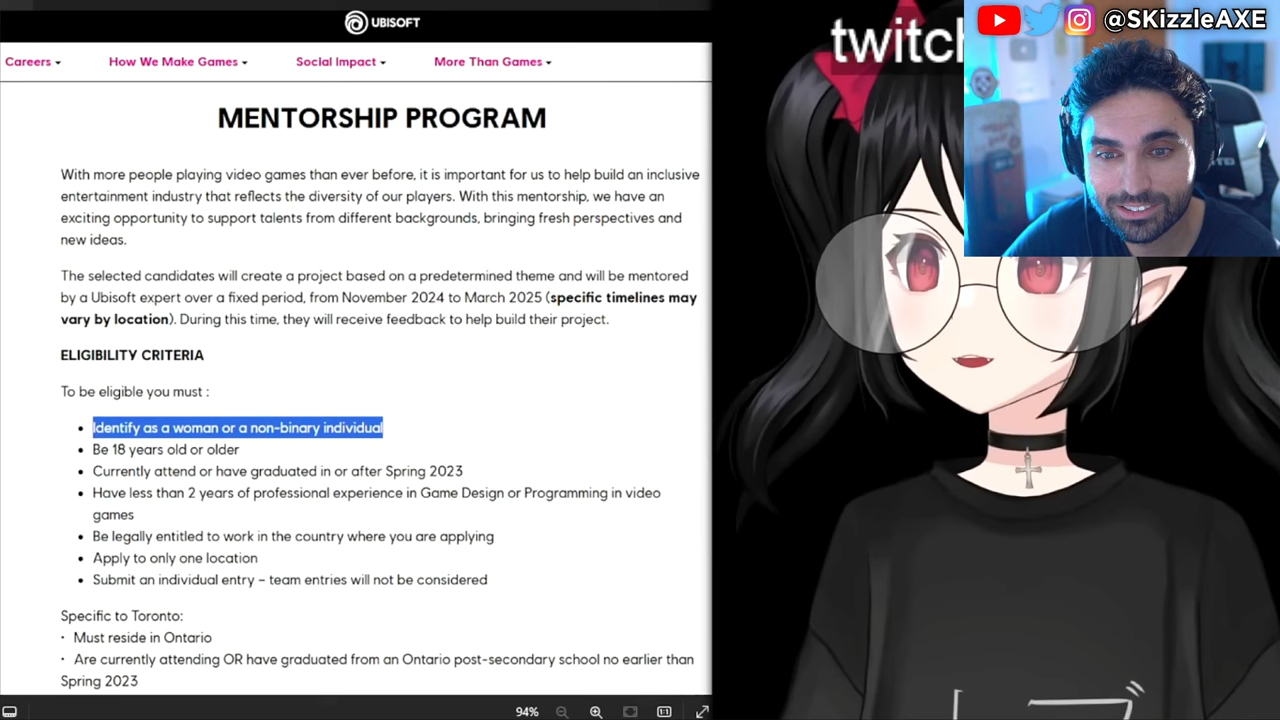 UBISOFT
Careers
How We Make Games
Social Impact
More Than Games
MENTORSHIP PROGRAM
With more people playing video games than ever before, it is important for us to help build an inclusive
entertainment industry that reflects the diversity of our players. With this mentorship, we have an
exciting opportunity to support talents from different backgrounds, bringing fresh perspectives and
new ideas.
The selected candidates will create a project based on a predetermined theme and will be mentored
by a Ubisoft expert over a fixed period, from November 2024 to March 2025 (specific timelines may
vary by location). During this time, they will receive feedback to help build their project.
ELIGIBILITY CRITERIA
To be eligible you must :
• Identify as a woman or a non-binary individual
• Be 18 years old or older
• Currently attend or have graduated in or after Spring 2023
• Have less than 2 years of professional experience in Game Design or Programming in video
games
• Be legally entitled to work in the country where you are applying
• Apply to only one location
• Submit an individual entry – team entries will not be considered
Specific to Toronto:
· Must reside in Ontario
· Are currently attending OR have graduated from an Ontario post-secondary school no earlier than
Spring 2023
94%
1:1
twitch
@SKizzleAXE